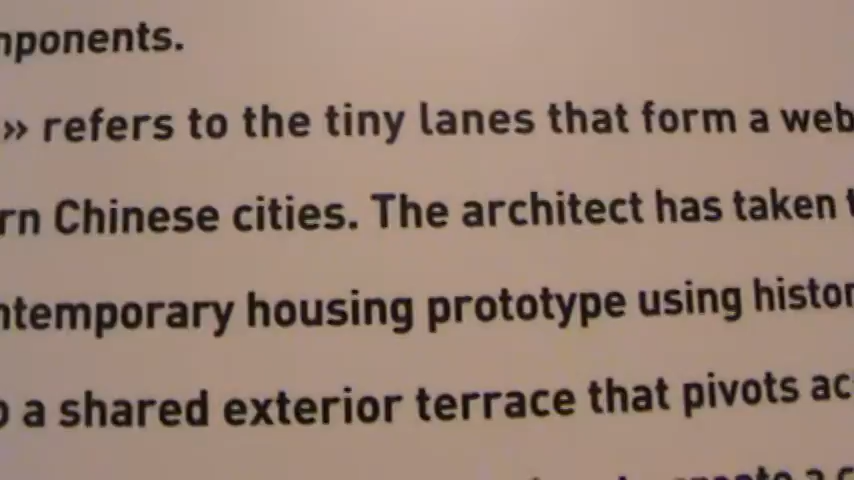 nponents.
» refers to the tiny lanes that form a web
rn Chinese cities. The architect has taken
ntemporary housing prototype using histor
a shared exterior terrace that pivots ac
create a c